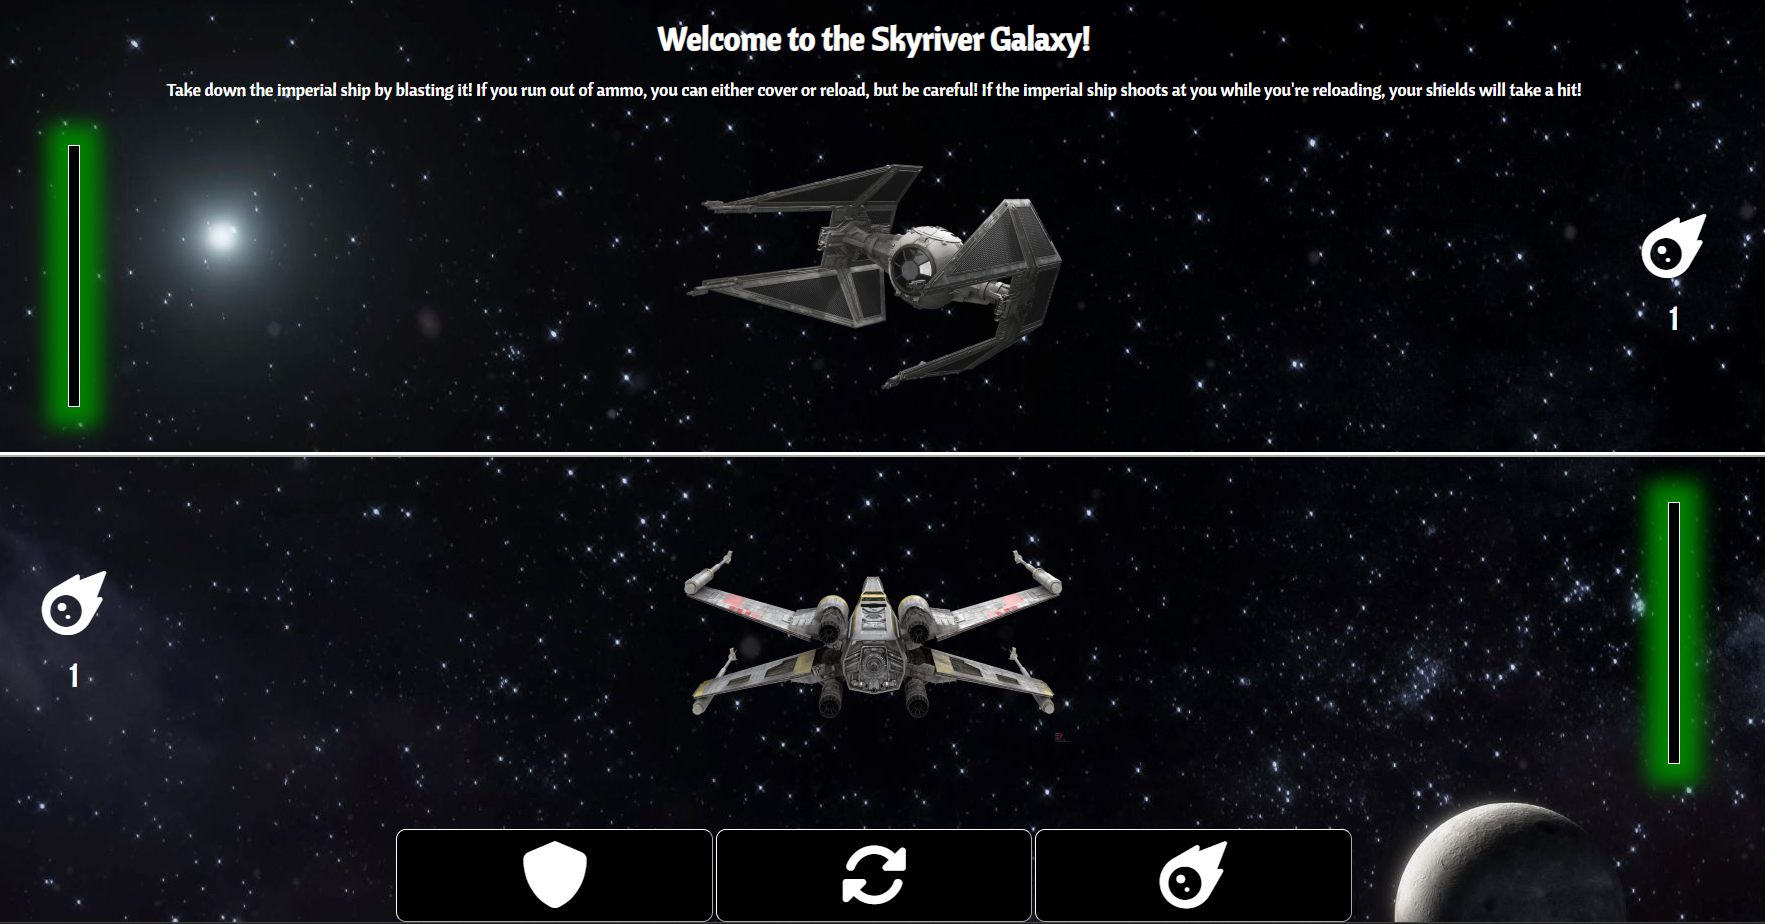 Welcome to the Skyriver Galaxy!
Take down the imperial ship by blasting it! If you run out of ammo, you can either cover or reload, but be careful! If the imperial ship shoots at you while you're reloading, your shields will take a hit!
1
1